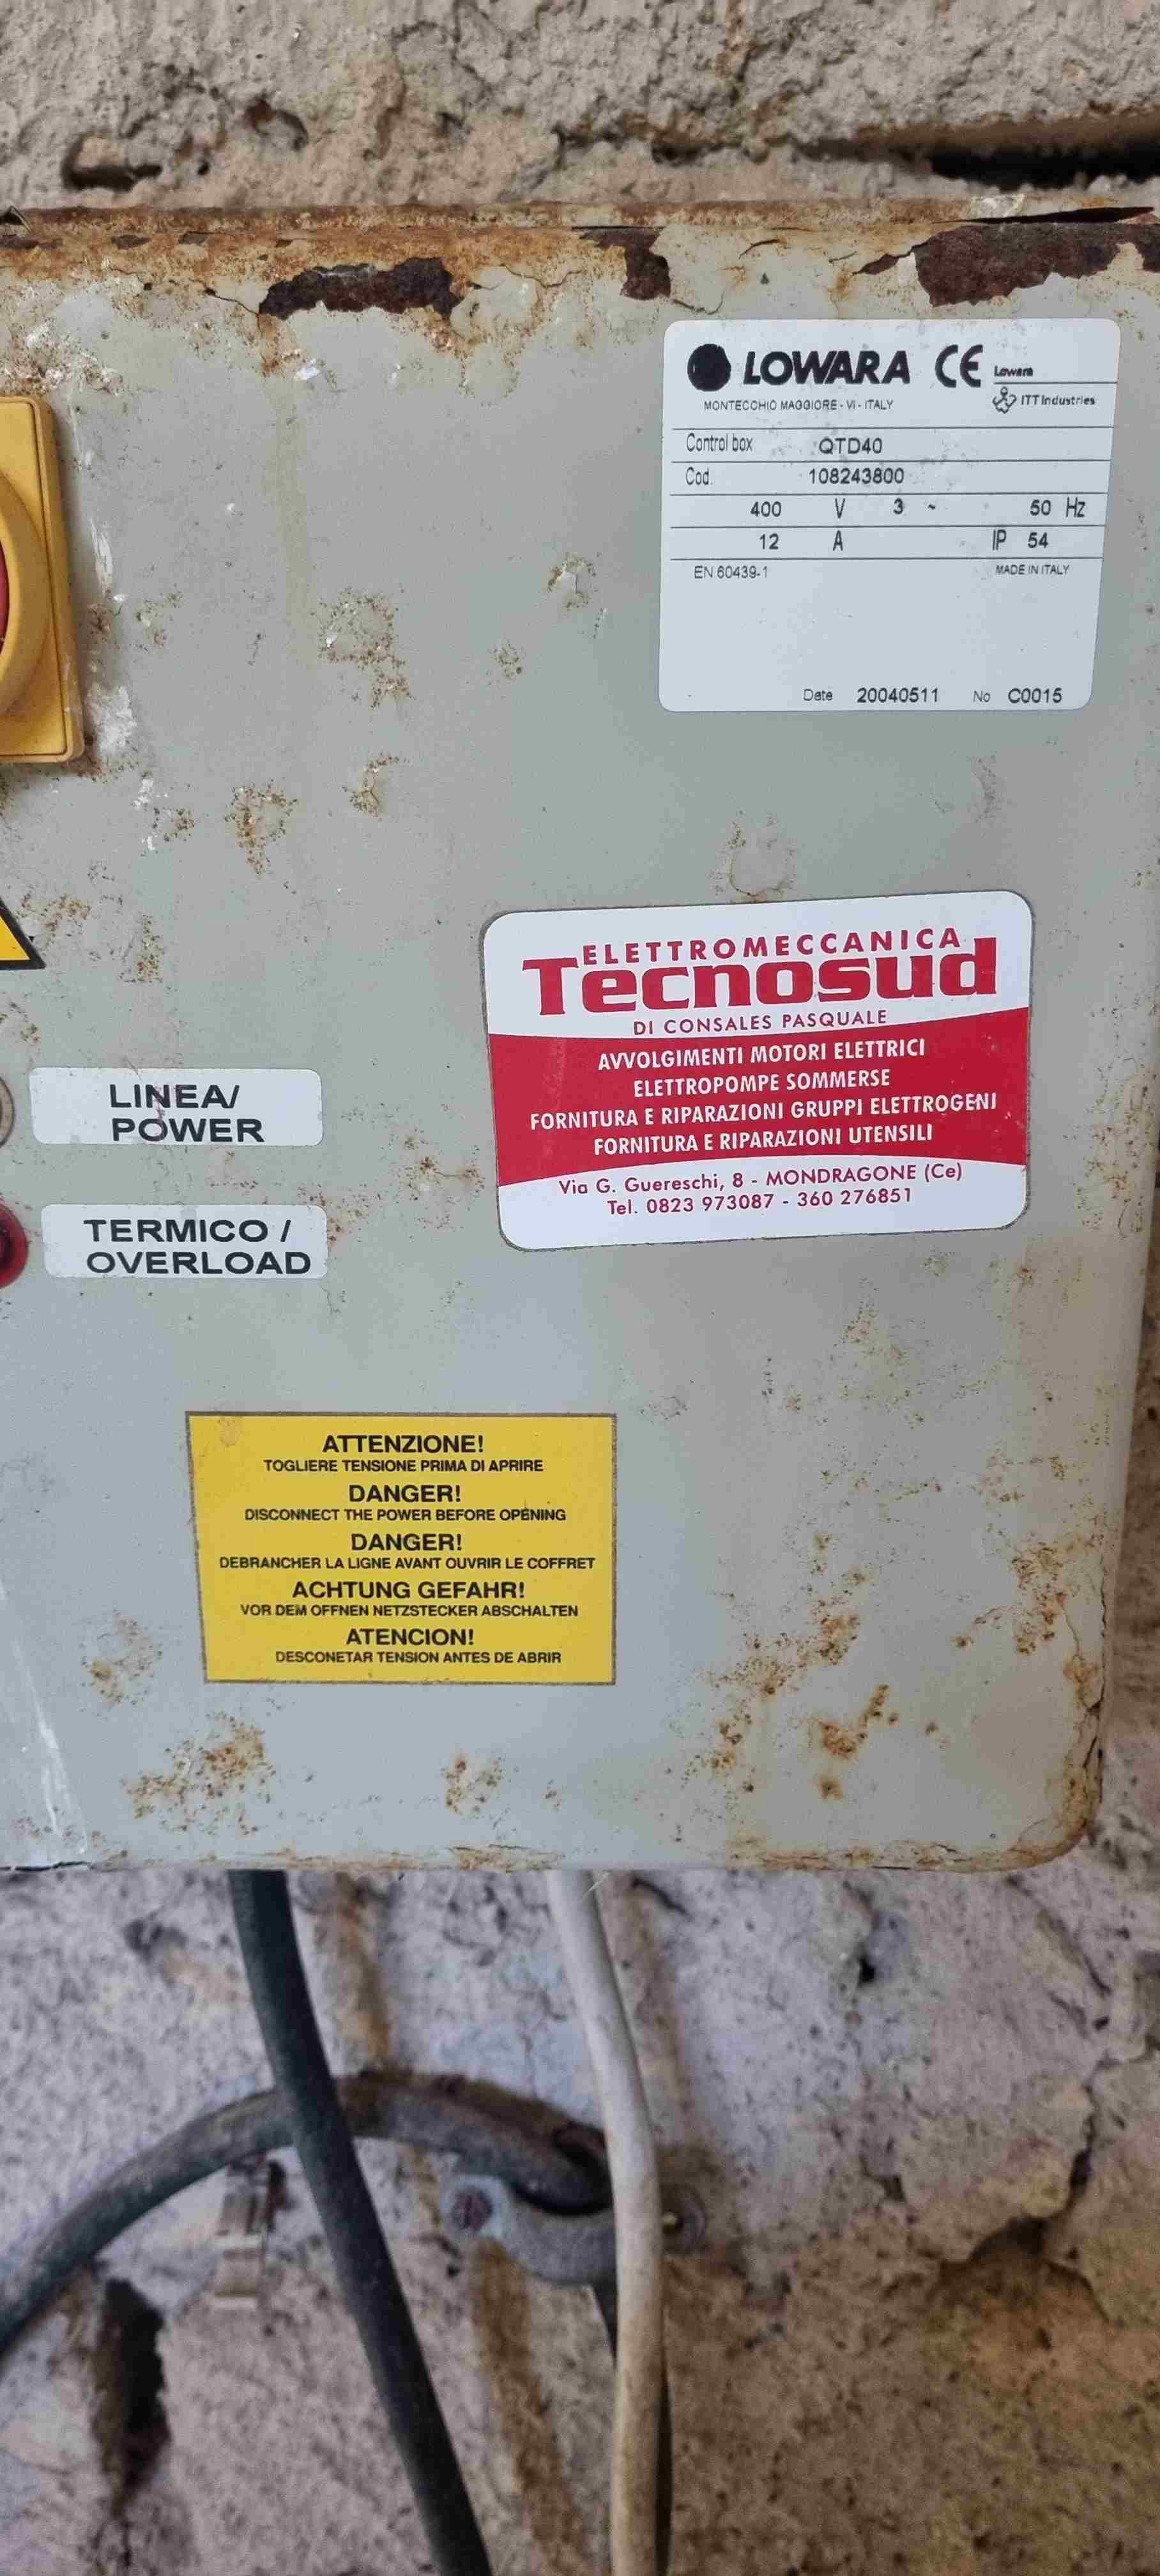 LOWARA CE Lowara
MONTECCHIO MAGGIORE - VI - ITALY ITT Industries
Control box QTD40
Cod. 108243800
400 V 3 ~ 50 Hz
12 A IP 54
EN 60439-1 MADE IN ITALY
Date 20040511 No C0015
ELETTROMECCANICA
Tecnosud
DI CONSALES PASQUALE
AVVOLGIMENTI MOTORI ELETTRICI
ELETTROPOMPE SOMMERSE
FORNITURA E RIPARAZIONI GRUPPI ELETTROGENI
FORNITURA E RIPARAZIONI UTENSILI
Via G. Guereschi, 8 - MONDRAGONE (Ce)
Tel. 0823 973087 - 360 276851
LINEA/
POWER
TERMICO /
OVERLOAD
ATTENZIONE!
TOGLIERE TENSIONE PRIMA DI APRIRE
DANGER!
DISCONNECT THE POWER BEFORE OPENING
DANGER!
DEBRANCHER LA LIGNE AVANT OUVRIR LE COFFRET
ACHTUNG GEFAHR!
VOR DEM OFFNEN NETZSTECKER ABSCHALTEN
ATENCION!
DESCONETAR TENSION ANTES DE ABRIR